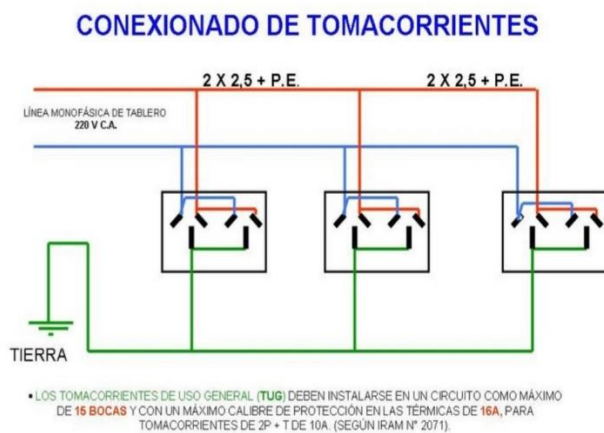 CONEXIONADO DE TOMACORRIENTES
2 X 2,5 + P.E.
2 X 2,5 + P.E.
LÍNEA MONOFÁSICA DE TABLERO
220 V C.A.
TIERRA
• LOS TOMACORRIENTES DE USO GENERAL (TUG) DEBEN INSTALARSE EN UN CIRCUITO COMO MÁXIMO
DE 15 BOCAS Y CON UN MÁXIMO CALIBRE DE PROTECCIÓN EN LAS TÉRMICAS DE 16A, PARA
TOMACORRIENTES DE 2P + T DE 10A. (SEGÚN IRAM N° 2071).